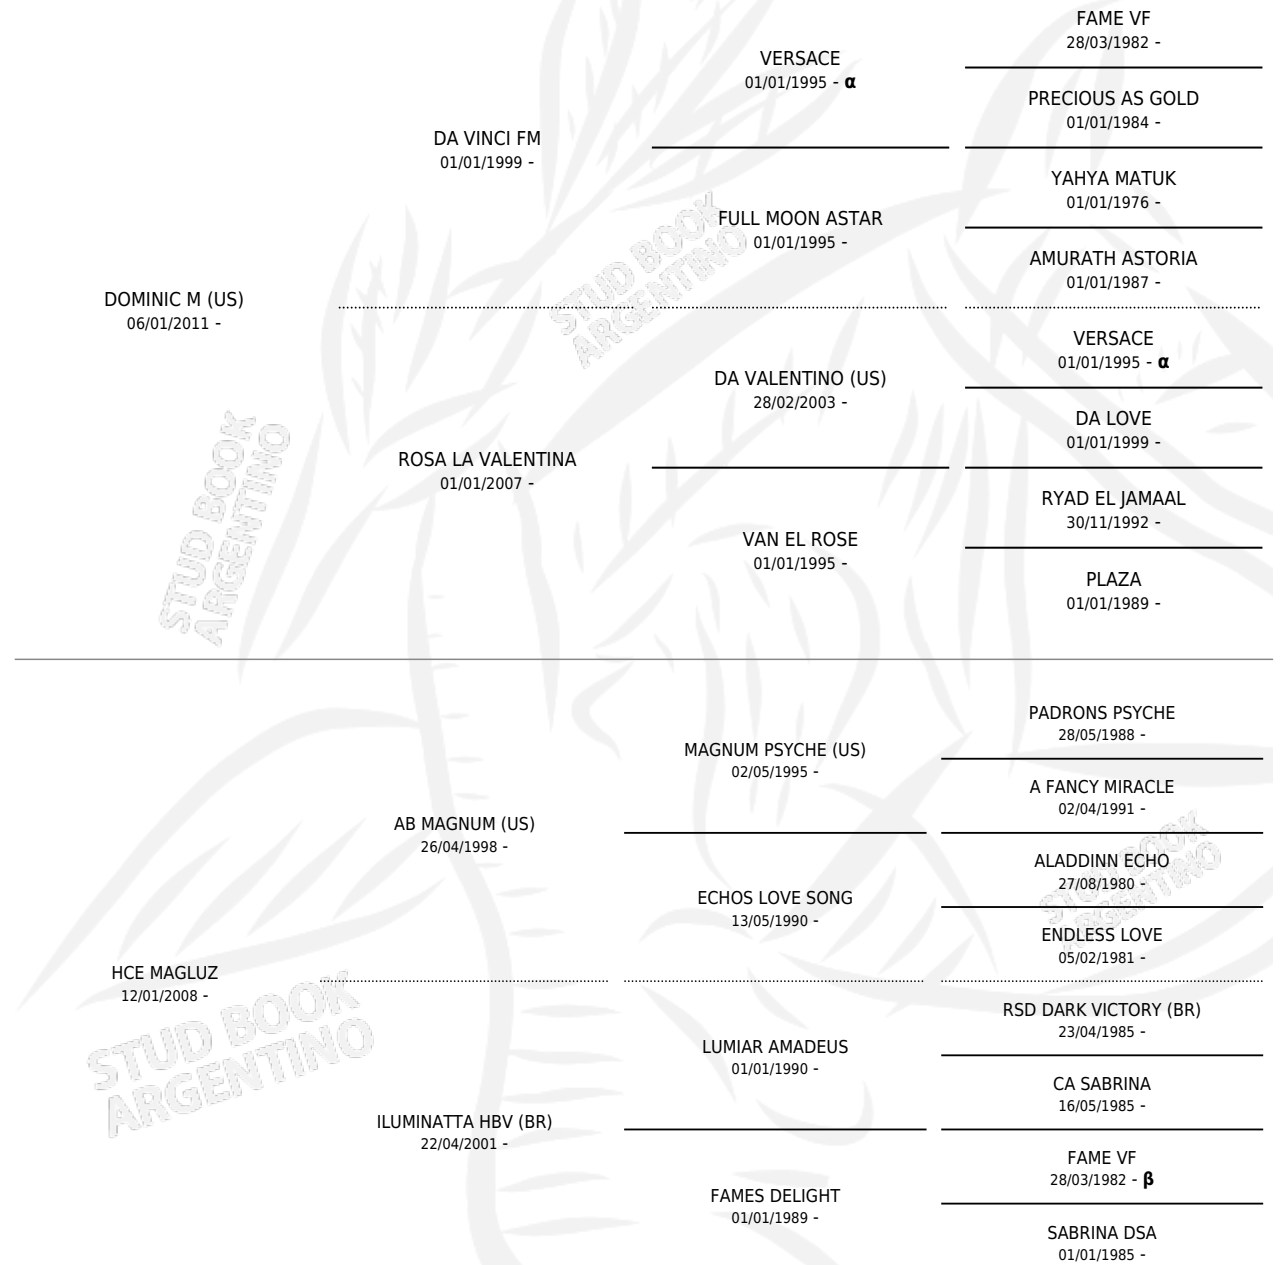 FAME VF
28/03/1982 -
VERSACE
01/01/1995 - α
PRECIOUS AS GOLD
01/01/1984 -
DA VINCI FM
01/01/1999 -
YAHYA MATUK
01/01/1976 -
FULL MOON ASTAR
01/01/1995 -
AMURATH ASTORIA
01/01/1987 -
DOMINIC M (US)
06/01/2011 -
VERSACE
01/01/1995 - α
DA VALENTINO (US)
28/02/2003 -
DA LOVE
01/01/1999 -
ROSA LA VALENTINA
01/01/2007 -
RYAD EL JAMAAL
30/11/1992 -
VAN EL ROSE
01/01/1995 -
PLAZA
01/01/1989 -
PADRONS PSYCHE
28/05/1988 -
MAGNUM PSYCHE (US)
02/05/1995 -
A FANCY MIRACLE
02/04/1991 -
AB MAGNUM (US)
26/04/1998 -
ALADDINN ECHO
27/08/1980 -
ECHOS LOVE SONG
13/05/1990 -
ENDLESS LOVE
05/02/1981 -
HCE MAGLUZ
12/01/2008 -
RSD DARK VICTORY (BR)
23/04/1985 -
LUMIAR AMADEUS
01/01/1990 -
CA SABRINA
16/05/1985 -
ILUMINATTA HBV (BR)
22/04/2001 -
FAME VF
28/03/1982 - β
FAMES DELIGHT
01/01/1989 -
SABRINA DSA
01/01/1985 -
STUD BOOK
ARGENTINO
STUD BOOK
ARGENTINO
STUD BOOK
ARGENTINO
STUD BOOK
ARGENTINO